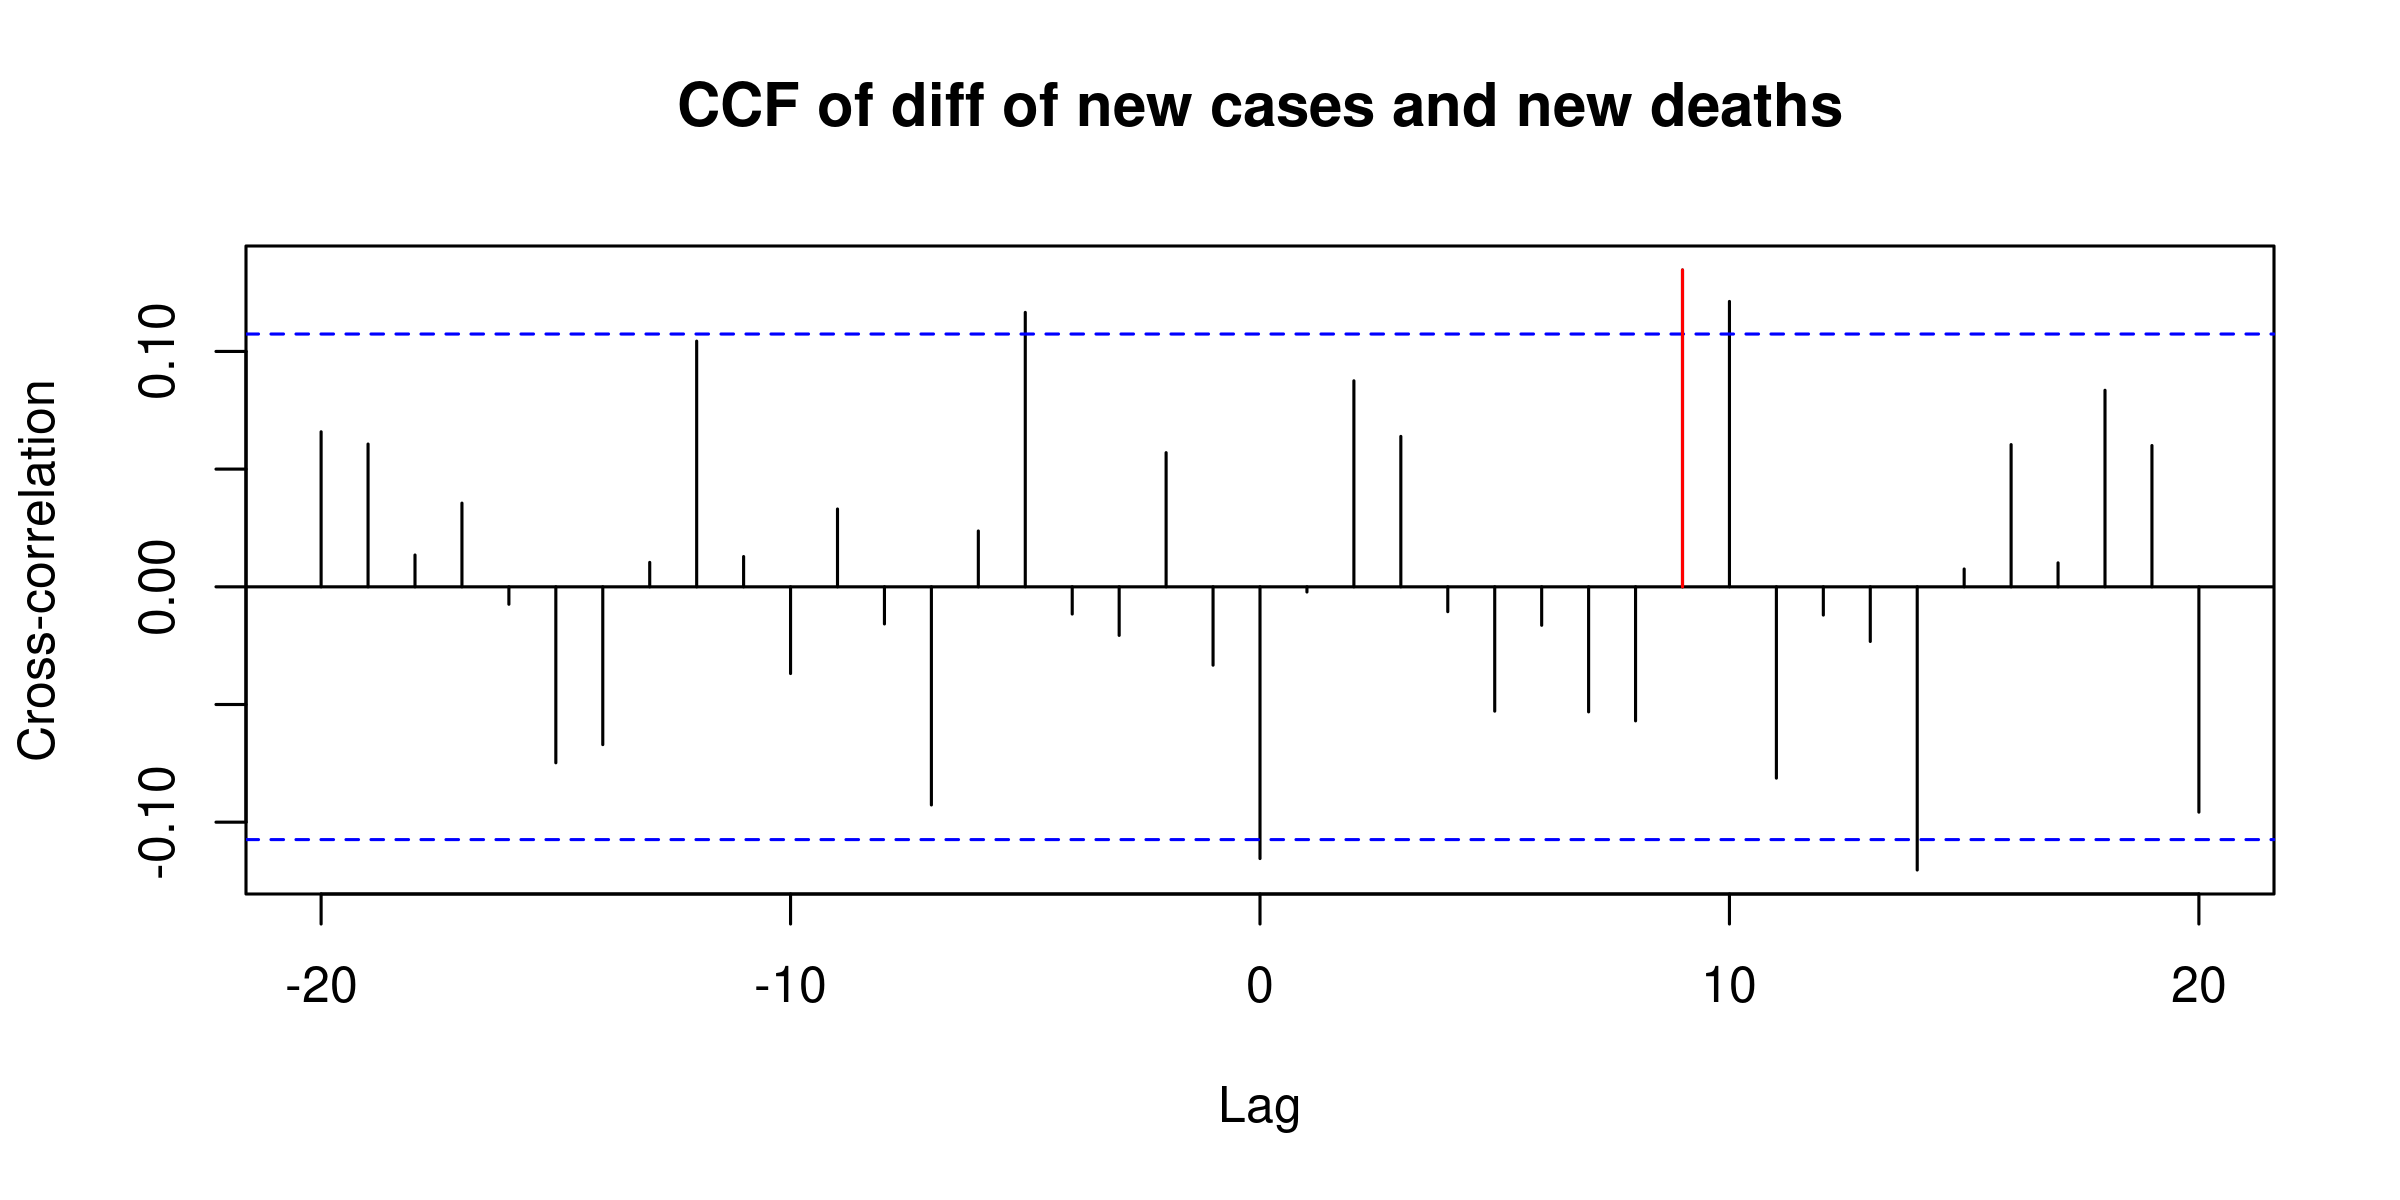 CCF of diff of new cases and new deaths
Cross-correlation
0.10
0.00
-0.10
-20 -10 0 10 20
Lag